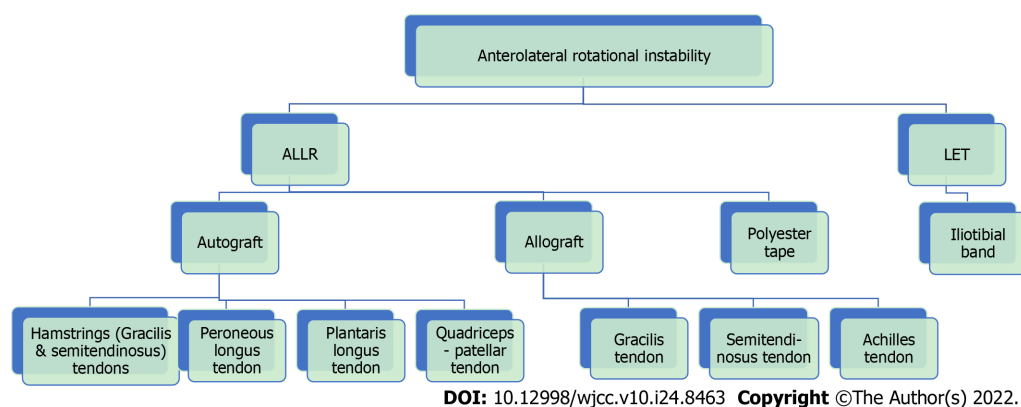 Anterolateral rotational instability
ALLR
LET
Autograft
Allograft
Polyester
tape
Iliotibial
band
Hamstrings (Gracilis
& semitendinosus)
tendons
Peroneous
longus
tendon
Plantaris
longus
tendon
Quadriceps
- patellar
tendon
Gracilis
tendon
Semitendi-
nosus tendon
Achilles
tendon
DOI: 10.12998/wjcc.v10.i24.8463 Copyright ©The Author(s) 2022.